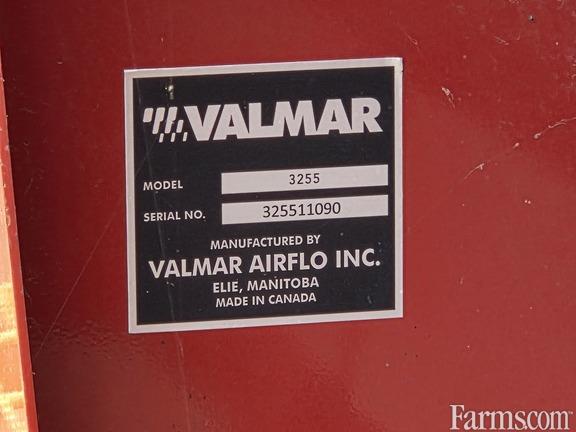 VALMAR
MODEL 3255
SERIAL NO. 325511090
MANUFACTURED BY
VALMAR AIRFLO INC.
ELIE, MANITOBA
MADE IN CANADA
Farms.com